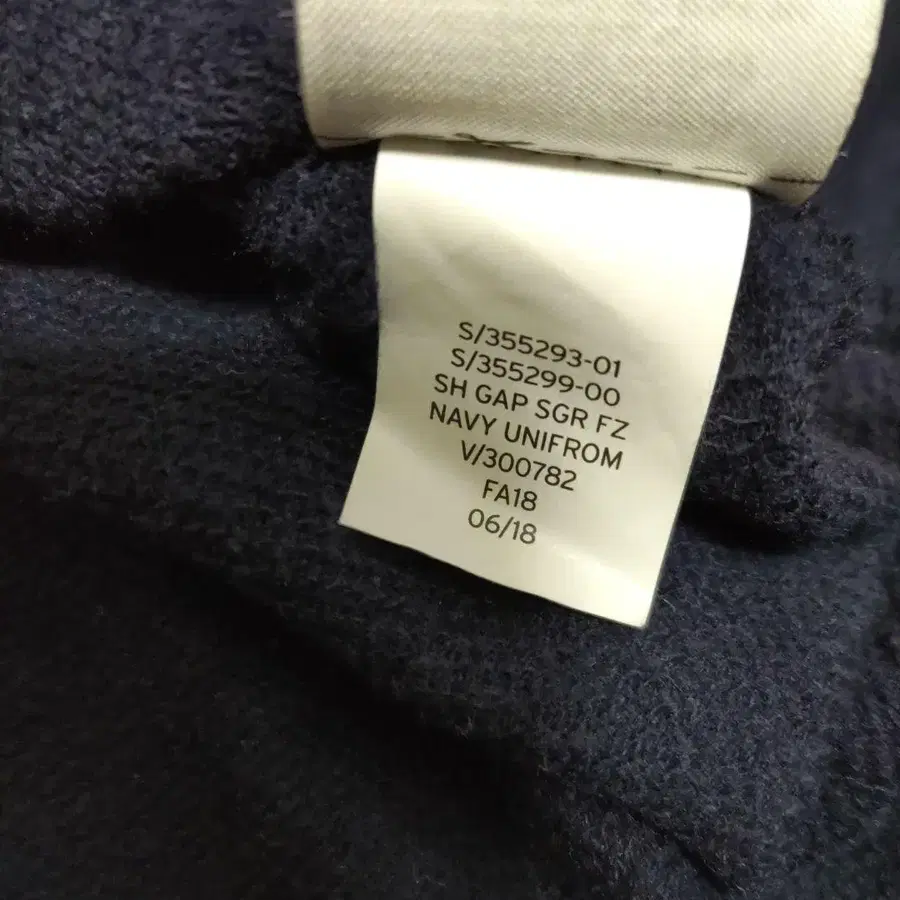 S/355293-01
S/355299-00
SH GAP SGR FZ
NAVY UNIFROM
V/300782
FA18
06/18